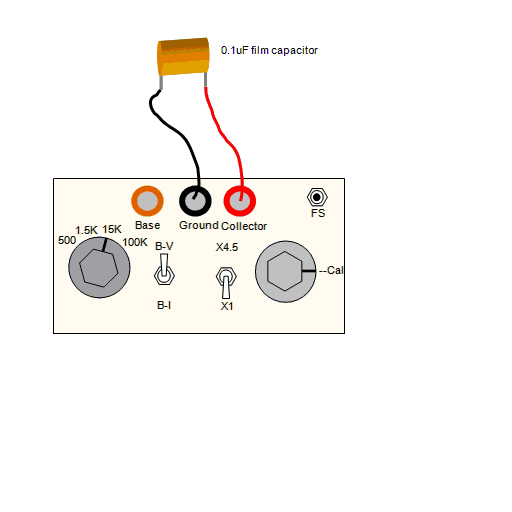 0.1uF film capacitor
FS
Base
Ground
Collector
500
1.5K
15K
100K
B-V
X4.5
--Cal
B-I
X1